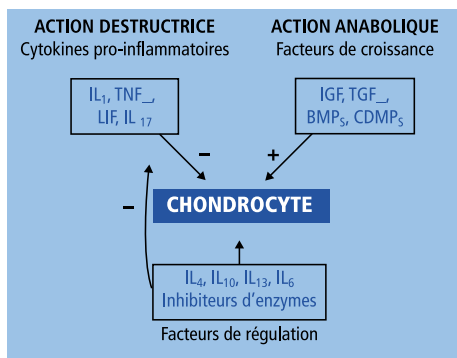 ACTION DESTRUCTRICE
Cytokines pro-inflammatoires
ACTION ANABOLIQUE
Facteurs de croissance
IL₁, TNF_,
LIF, IL ₁₇
IGF, TGF_,
BMPₛ, CDMPₛ
–
+
–
CHONDROCYTE
IL₄, IL₁₀, IL₁₃, IL₆
Inhibiteurs d'enzymes
Facteurs de régulation